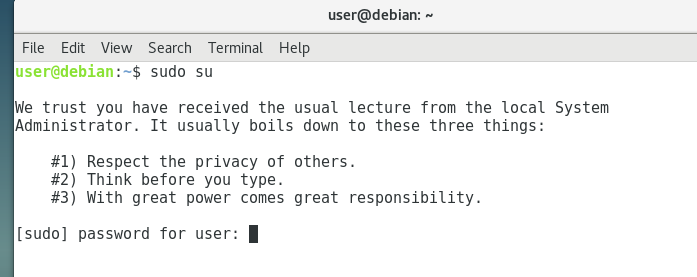 user@debian: ~
File Edit View Search Terminal Help
user@debian:~$ sudo su
We trust you have received the usual lecture from the local System
Administrator. It usually boils down to these three things:
#1) Respect the privacy of others.
#2) Think before you type.
#3) With great power comes great responsibility.
[sudo] password for user: